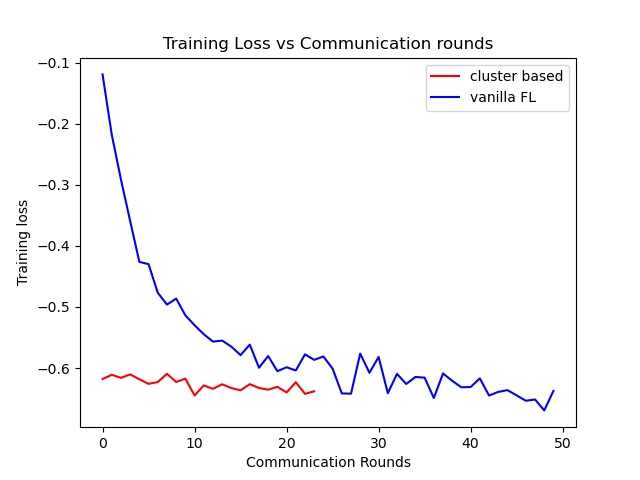 Training Loss vs Communication rounds
cluster based
vanilla FL
−0.1
−0.2
−0.3
−0.4
−0.5
−0.6
Training loss
0 10 20 30 40 50
Communication Rounds